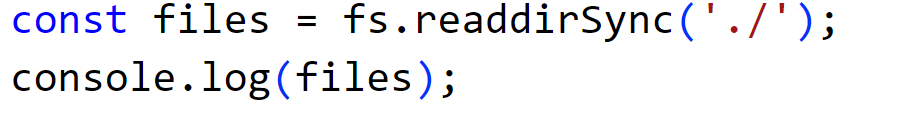 const files = fs.readdirSync('./');
console.log(files);